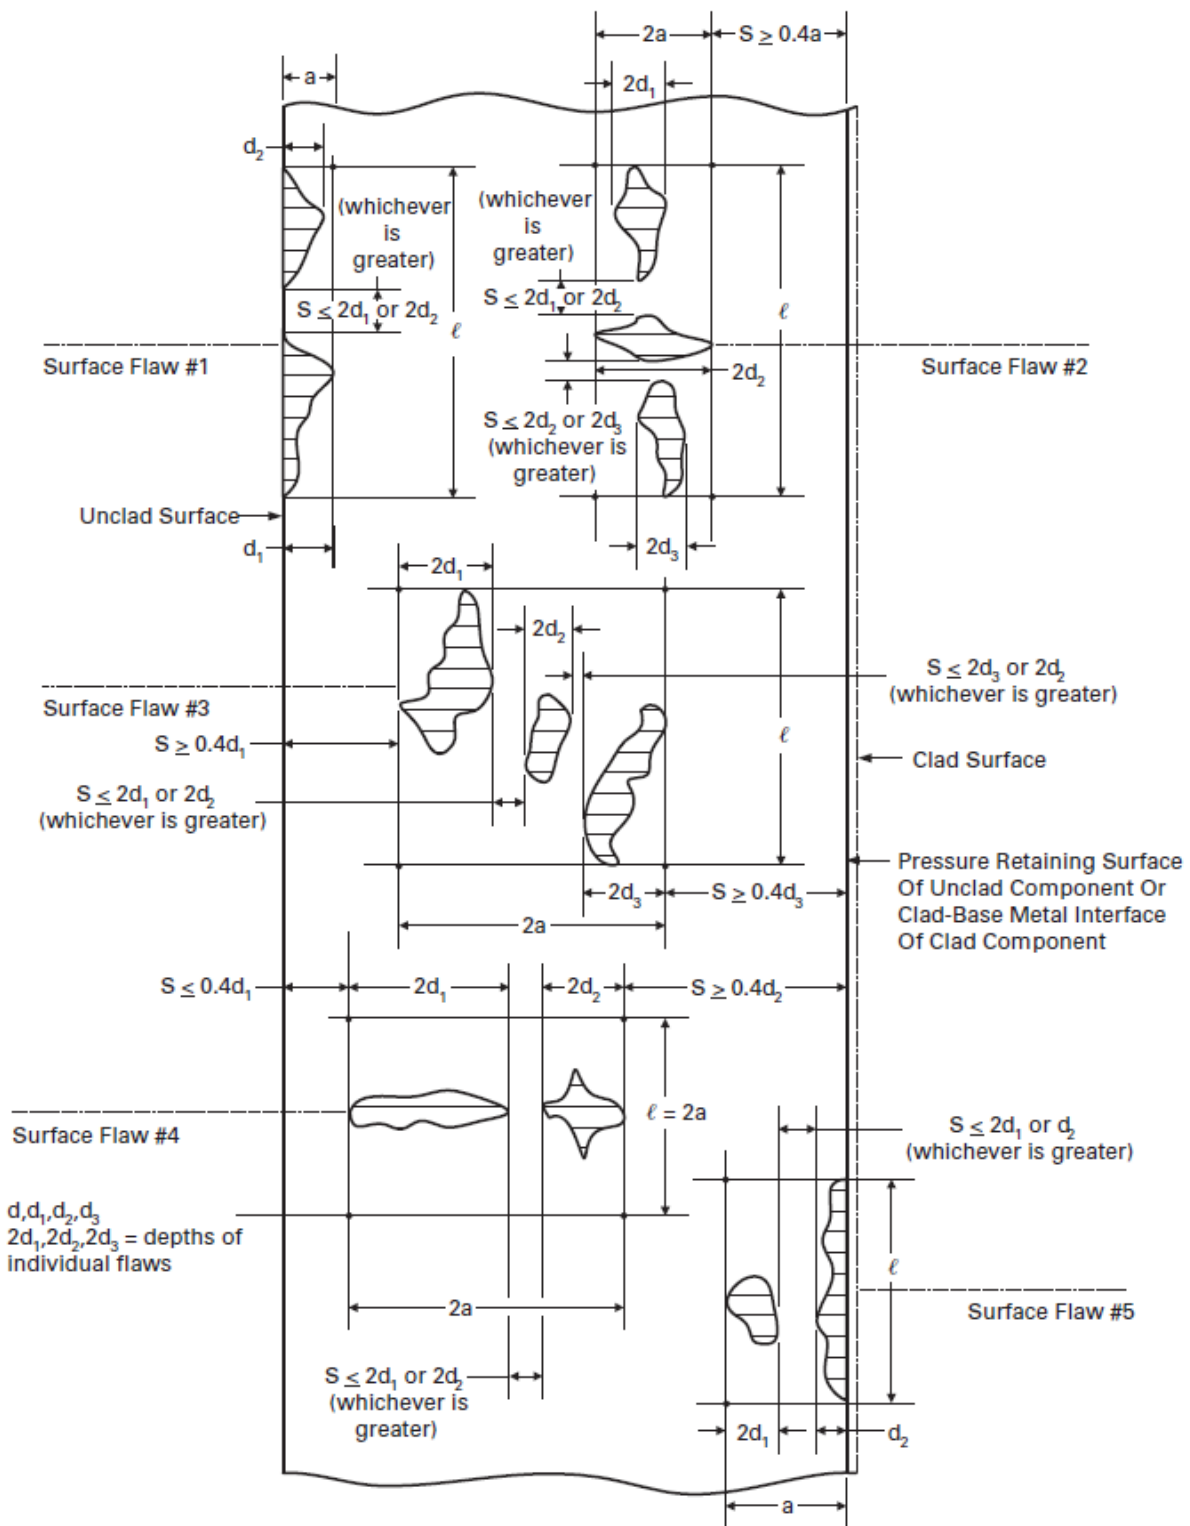 2a
S ≥ 0.4a
a
2d₁
d₂
(whichever
is
greater)
(whichever
is
greater)
S ≤ 2d₁ or 2d₂
ℓ
S ≤ 2d₁ or 2d₂
ℓ
Surface Flaw #1
Surface Flaw #2
2d₂
S ≤ 2d₂ or 2d₃
(whichever is
greater)
Unclad Surface
d₁
2d₃
2d₁
2d₂
S ≤ 2d₃ or 2d₂
(whichever is greater)
Surface Flaw #3
S ≥ 0.4d₁
ℓ
Clad Surface
S ≤ 2d₁ or 2d₂
(whichever is greater)
Pressure Retaining Surface
Of Unclad Component Or
Clad-Base Metal Interface
Of Clad Component
2d₃
S ≥ 0.4d₃
2a
S ≤ 0.4d₁
2d₁
2d₂
S ≥ 0.4d₂
ℓ = 2a
Surface Flaw #4
S ≤ 2d₁ or d₂
(whichever is greater)
d,d₁,d₂,d₃
2d₁,2d₂,2d₃ = depths of
individual flaws
ℓ
2a
Surface Flaw #5
S ≤ 2d₁ or 2d₂
(whichever is
greater)
2d₁
d₂
a